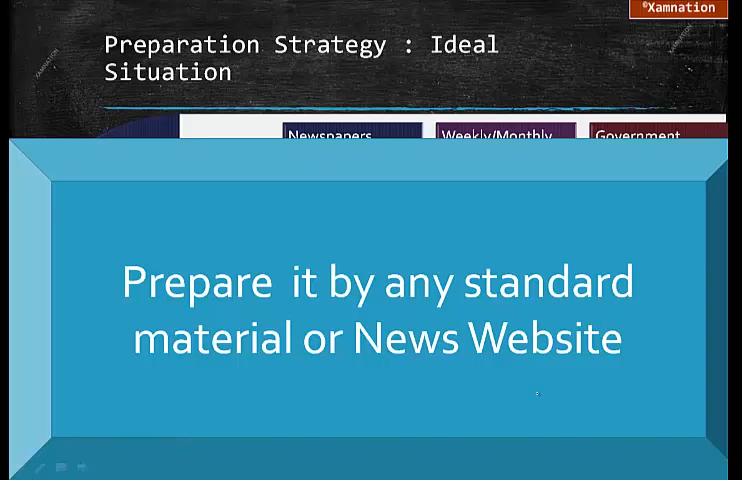 ©Xamnation
Preparation Strategy : Ideal
Situation
Newspapers
Weekly/Monthly
Government
Prepare it by any standard
material or News Website